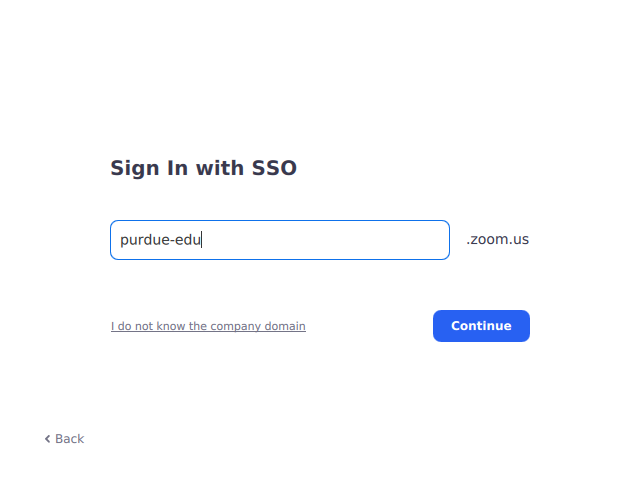 Sign In with SSO
purdue-edu
.zoom.us
I do not know the company domain
Continue
Back